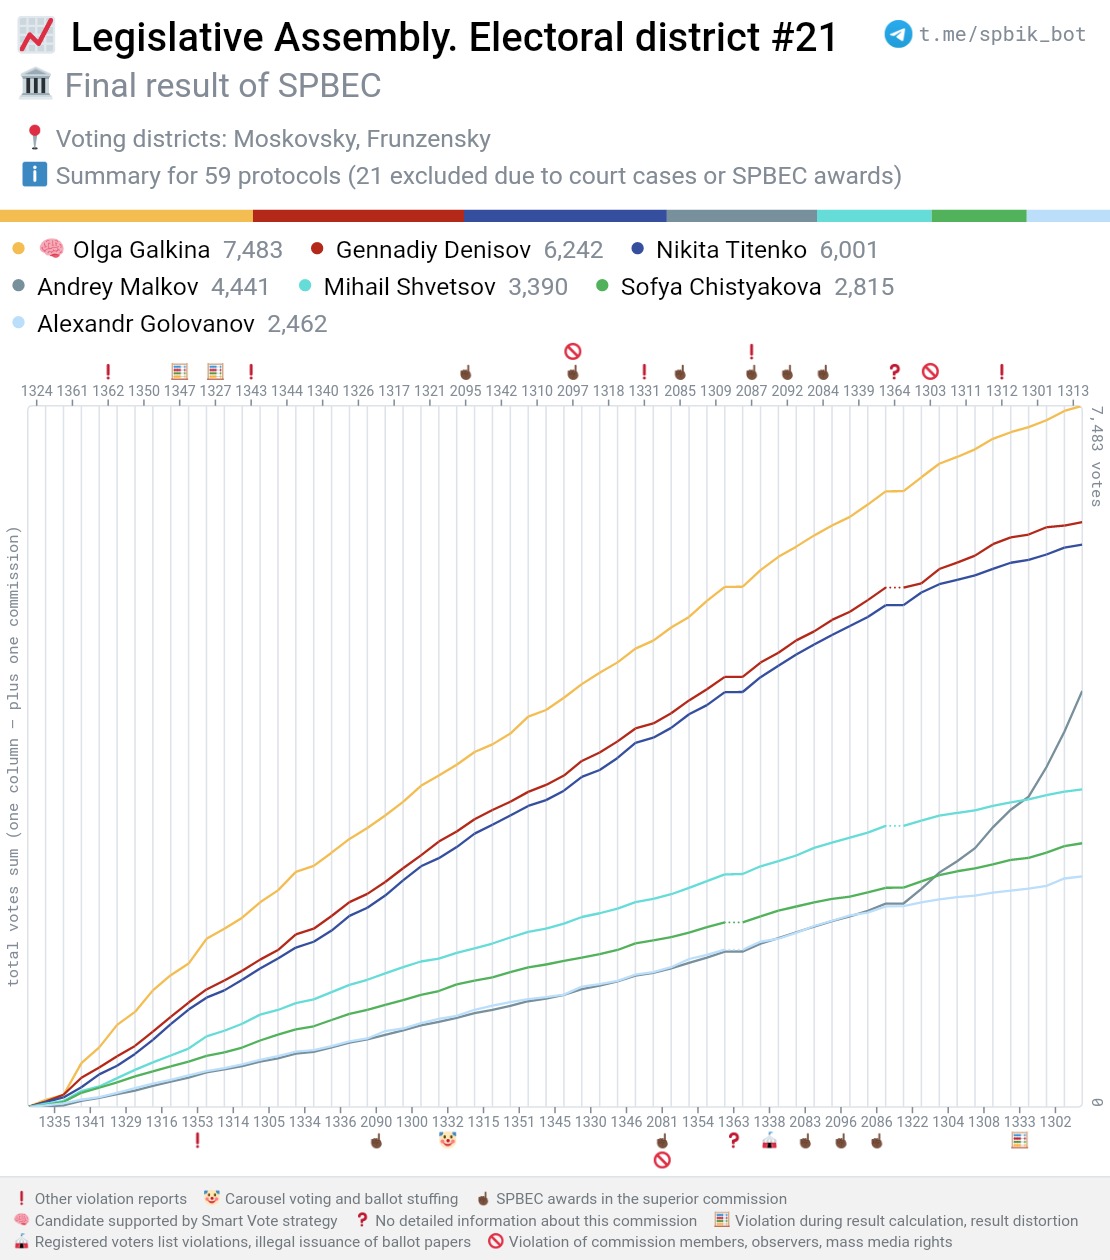 Legislative Assembly. Electoral district #21
t.me/spbik_bot
Final result of SPBEC
Voting districts: Moskovsky, Frunzensky
Summary for 59 protocols (21 excluded due to court cases or SPBEC awards)
Olga Galkina 7,483 Gennadiy Denisov 6,242 Nikita Titenko 6,001
Andrey Malkov 4,441 Mihail Shvetsov 3,390 Sofya Chistyakova 2,815
Alexandr Golovanov 2,462
1324 1361 1362 1350 1347 1327 1343 1344 1340 1326 1317 1321 2095 1342 1310 2097 1318 1331 2085 1309 2087 2092 2084 1339 1364 1303 1311 1312 1301 1313
7,483 votes
total votes sum (one column – plus one commission)
0
1335 1341 1329 1316 1353 1314 1305 1337 1336 2090 1300 1332 1315 1351 1345 1330 1346 2081 1354 1363 1338 2083 2096 2086 1322 1304 1308 1333 1302
Other violation reports Carousel voting and ballot stuffing SPBEC awards in the superior commission
Candidate supported by Smart Vote strategy No detailed information about this commission Violation during result calculation, result distortion
Registered voters list violations, illegal issuance of ballot papers Violation of commission members, observers, mass media rights